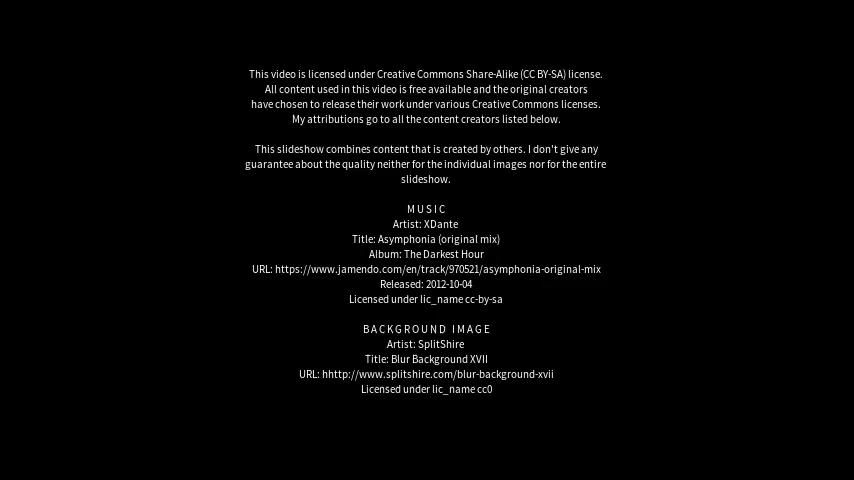 This video is licensed under Creative Commons Share-Alike (CC BY-SA) license.
All content used in this video is free available and the original creators
have chosen to release their work under various Creative Commons licenses.
My attributions go to all the content creators listed below.
This slideshow combines content that is created by others. I don't give any
guarantee about the quality neither for the individual images nor for the entire
slideshow.
MUSIC
Artist: XDante
Title: Asymphonia (original mix)
Album: The Darkest Hour
URL: https://www.jamendo.com/en/track/970521/asymphonia-original-mix
Released: 2012-10-04
Licensed under lic_name cc-by-sa
BACKGROUND IMAGE
Artist: SplitShire
Title: Blur Background XVII
URL: hhttp://www.splitshire.com/blur-background-xvii
Licensed under lic_name cc0